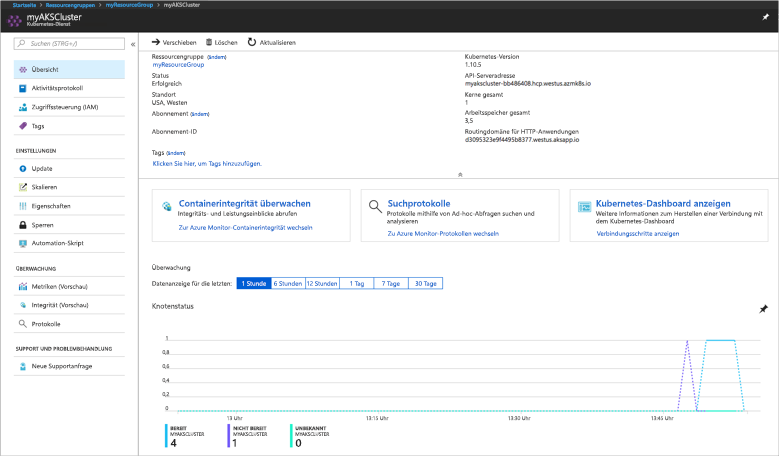 Startseite > Ressourcengruppen > myResourceGroup > myAKSCluster
myAKSCluster
Kubernetes-Dienst
Suchen (STRG+/)
«
Übersicht
Aktivitätsprotokoll
Zugriffssteuerung (IAM)
Tags
EINSTELLUNGEN
Update
Skalieren
Eigenschaften
Sperren
Automation-Skript
ÜBERWACHUNG
Metriken (Vorschau)
Integrität (Vorschau)
Protokolle
SUPPORT UND PROBLEMBEHANDLUNG
Neue Supportanfrage
Verschieben Löschen Aktualisieren
Ressourcengruppe (ändern)
myResourceGroup
Status
Erfolgreich
Standort
USA, Westen
Abonnement (ändern)
Abonnement-ID
Tags (ändern)
Klicken Sie hier, um Tags hinzuzufügen.
Kubernetes-Version
1.10.5
API-Serveradresse
myakscluster-bb486408.hcp.westus.azmk8s.io
Kerne gesamt
1
Arbeitsspeicher gesamt
3,5
Routingdomäne für HTTP-Anwendungen
d3095323e9f4495b8377.westus.aksapp.io
Containerintegrität überwachen
Integritäts- und Leistungseinblicke abrufen
Zur Azure Monitor-Containerintegrität wechseln
Suchprotokolle
Protokolle mithilfe von Ad-hoc-Abfragen suchen und
analysieren
Zu Azure Monitor-Protokollen wechseln
Kubernetes-Dashboard anzeigen
Weitere Informationen zum Herstellen einer Verbindung mit
dem Kubernetes-Dashboard
Verbindungsschritte anzeigen
Überwachung
Datenanzeige für die letzten: 1 Stunde 6 Stunden 12 Stunden 1 Tag 7 Tage 30 Tage
Knotenstatus
1
0,8
0,6
0,4
0,2
0
13 Uhr 13:15 Uhr 13:30 Uhr 13:45 Uhr
BEREIT
MYAKSCLUSTER
4
NICHT BEREIT
MYAKSCLUSTER
1
UNBEKANNT
MYAKSCLUSTER
0